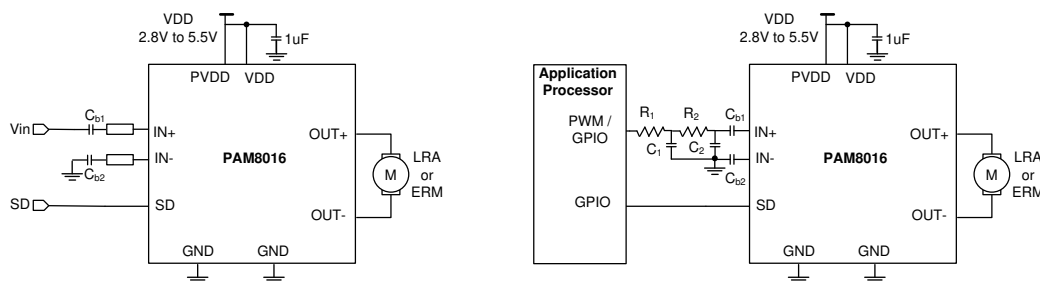 VDD
2.8V to 5.5V
1uF
PVDD
VDD
Vin
Cb1
IN+
IN-
Cb2
SD
SD
PAM8016
OUT+
OUT-
M
LRA
or
ERM
GND
GND
VDD
2.8V to 5.5V
1uF
PVDD
VDD
Application
Processor
PWM /
GPIO
GPIO
R1
R2
C1
C2
Cb1
Cb2
IN+
IN-
SD
PAM8016
OUT+
OUT-
M
LRA
or
ERM
GND
GND